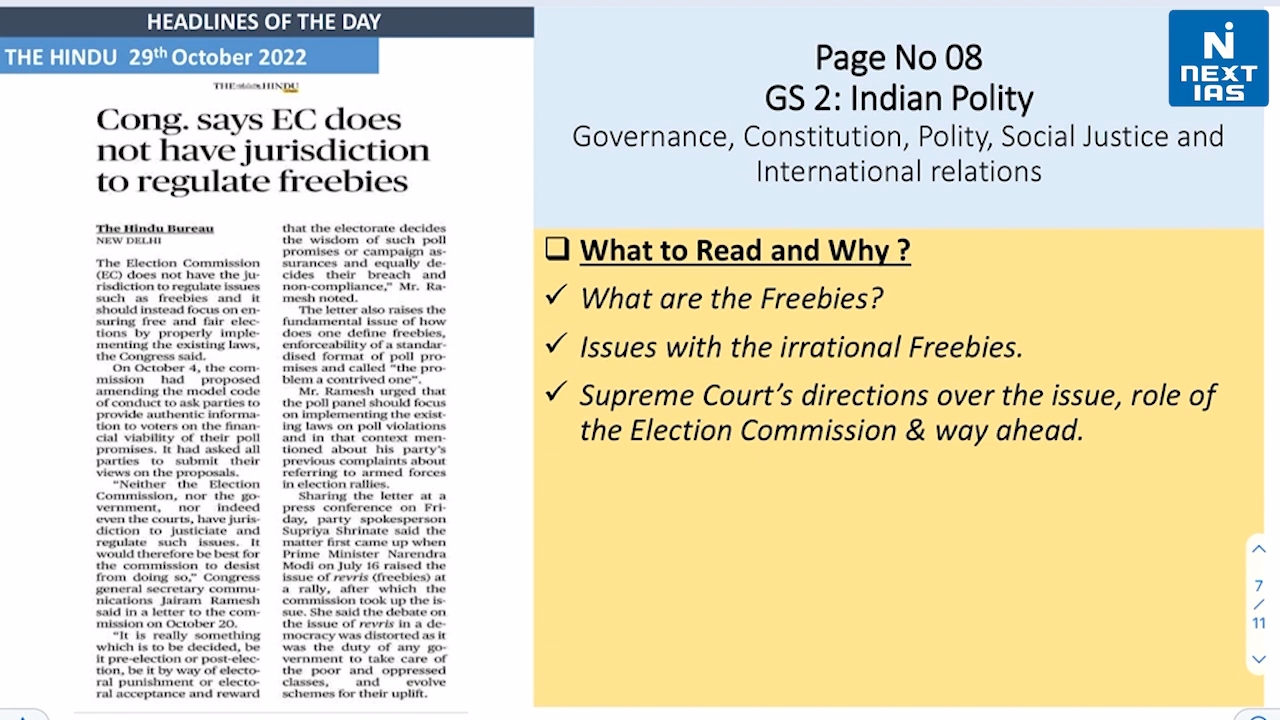 HEADLINES OF THE DAY
THE HINDU 29th October 2022
THE HINDU
Cong. says EC does
not have jurisdiction
to regulate freebies
The Hindu Bureau
NEW DELHI
The Election Commission
(EC) does not have the ju-
risdiction to regulate issues
such as freebies and it
should instead focus on en-
suring free and fair elec-
tions by properly imple-
menting the existing laws,
the Congress said.
On October 4, the com-
mission had proposed
amending the model code
of conduct to ask parties to
provide authentic informa-
tion to voters on the finan-
cial viability of their poll
promises. It had asked all
parties to submit their
views on the proposals.
“Neither the Election
Commission, nor the go-
vernment, nor indeed
even the courts, have juris-
diction to justiciate and
regulate such issues. It
would therefore be best for
the commission to desist
from doing so,” Congress
general secretary commu-
nications Jairam Ramesh
said in a letter to the com-
mission on October 20.
“It is really something
which is to be decided, be
it pre-election or post-elec-
tion, be it by way of electo-
ral punishment or electo-
ral acceptance and reward
that the electorate decides
the wisdom of such poll
promises or campaign as-
surances and equally de-
cides their breach and
non-compliance,” Mr. Ra-
mesh noted.
The letter also raises the
fundamental issue of how
does one define freebies,
enforceability of a standar-
dised format of poll pro-
mises and called “the pro-
blem a contrived one”.
Mr. Ramesh urged that
the poll panel should focus
on implementing the exist-
ing laws on poll violations
and in that context men-
tioned about his party’s
previous complaints about
referring to armed forces
in election rallies.
Sharing the letter at a
press conference on Fri-
day, party spokesperson
Supriya Shrinate said the
matter first came up when
Prime Minister Narendra
Modi on July 16 raised the
issue of revris (freebies) at
a rally, after which the
commission took up the is-
sue. She said the debate on
the issue of revris in a de-
mocracy was distorted as it
was the duty of any go-
vernment to take care of
the poor and oppressed
classes, and evolve
schemes for their uplift.
Page No 08
GS 2: Indian Polity
Governance, Constitution, Polity, Social Justice and
International relations
NEXT
IAS
What to Read and Why ?
What are the Freebies?
Issues with the irrational Freebies.
Supreme Court’s directions over the issue, role of
the Election Commission & way ahead.
7
/
11